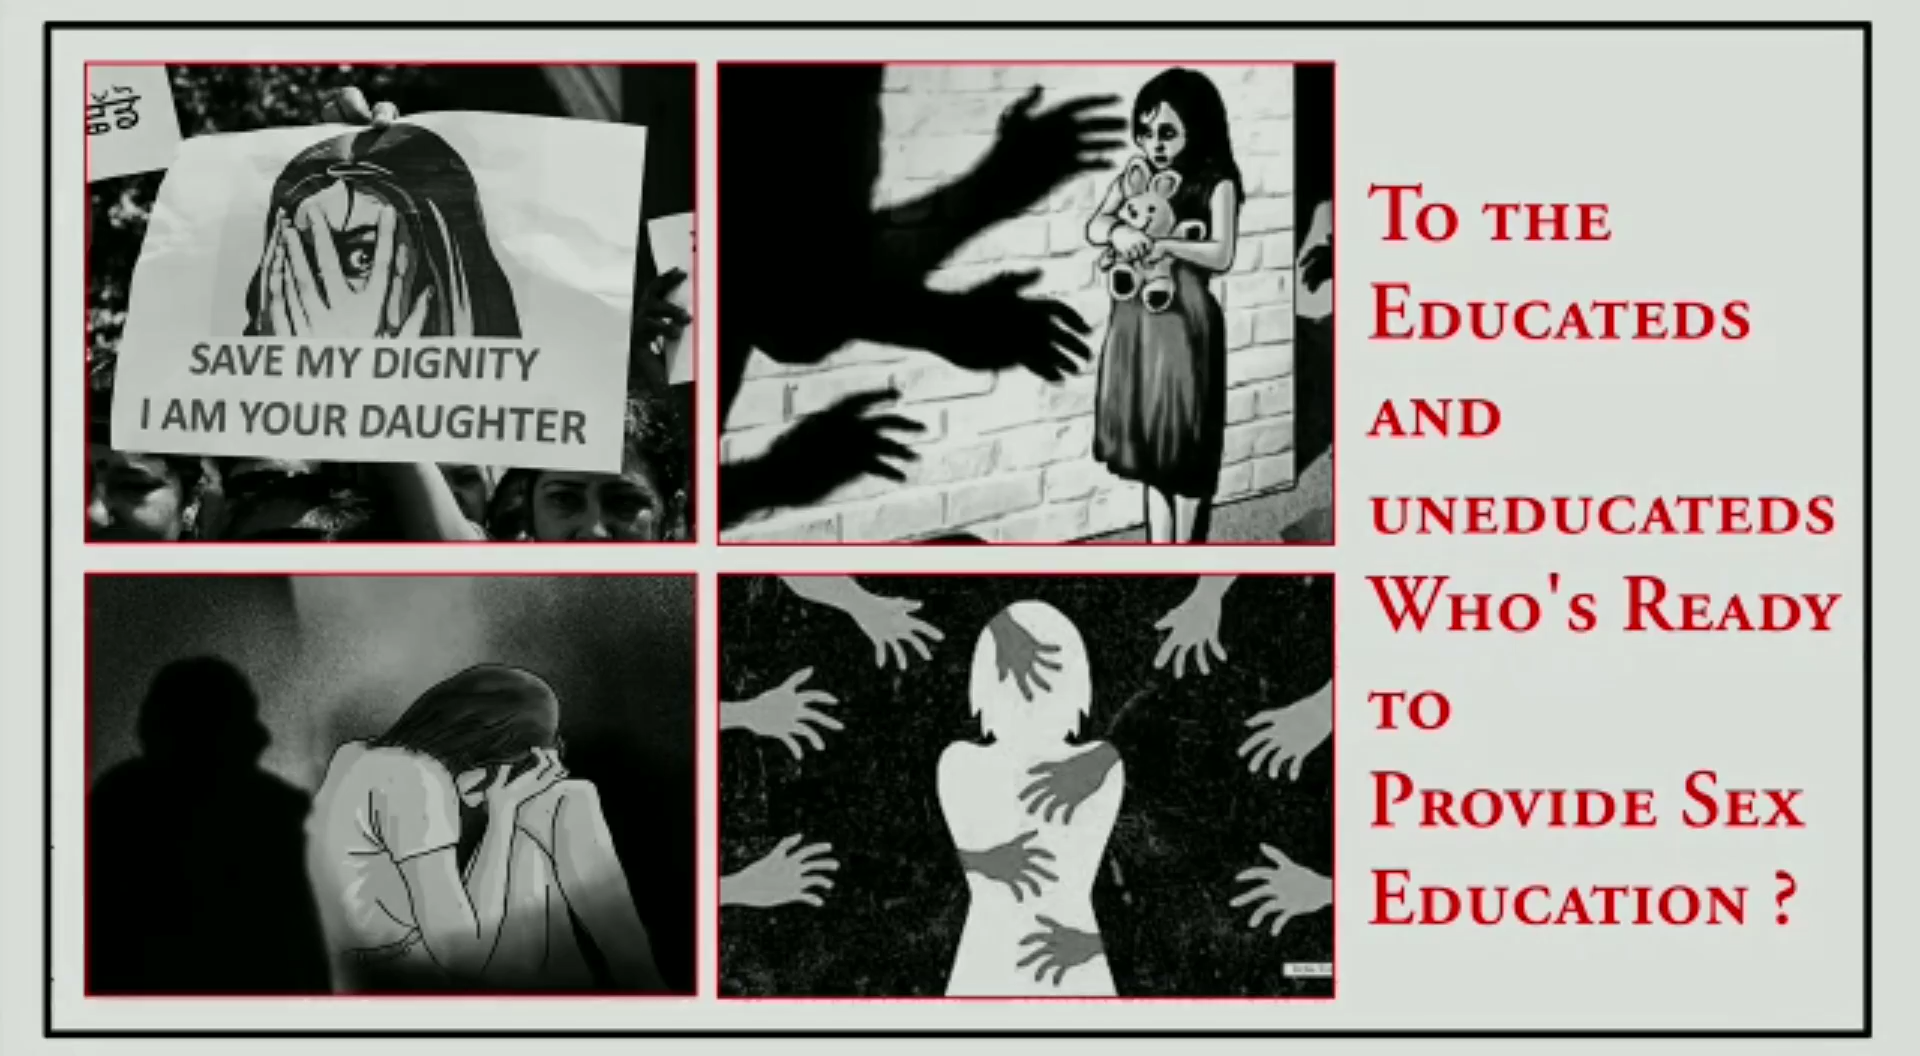 SAVE MY DIGNITY
I AM YOUR DAUGHTER
To the
Educateds
and
uneducateds
Who's Ready
to
Provide Sex
Education ?